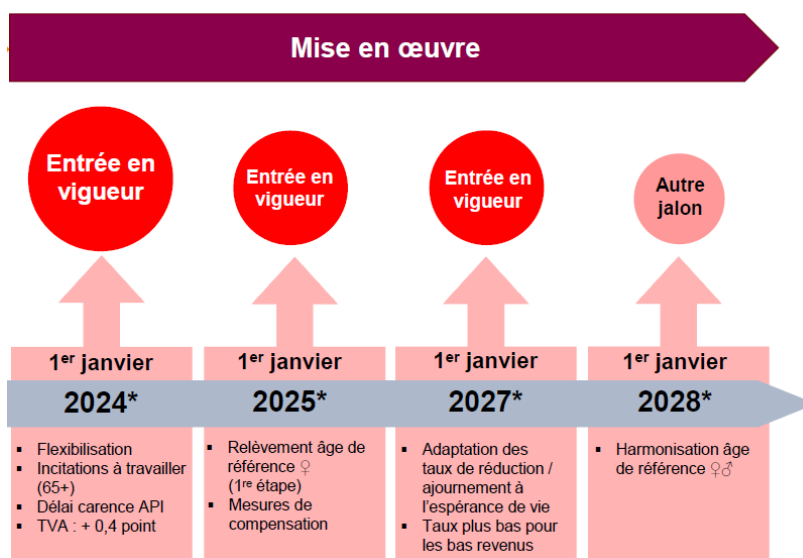 Mise en œuvre
Entrée en
vigueur
Entrée en
vigueur
Entrée en
vigueur
Autre
jalon
1er janvier
1er janvier
1er janvier
1er janvier
2024*
2025*
2027*
2028*
▪ Flexibilisation
▪ Incitations à travailler
(65+)
▪ Délai carence API
▪ TVA : + 0,4 point
▪ Relèvement âge de
référence ♀
(1re étape)
▪ Mesures de
compensation
▪ Adaptation des
taux de réduction /
ajournement à
l'espérance de vie
▪ Taux plus bas pour
les bas revenus
▪ Harmonisation âge
de référence ♀♂